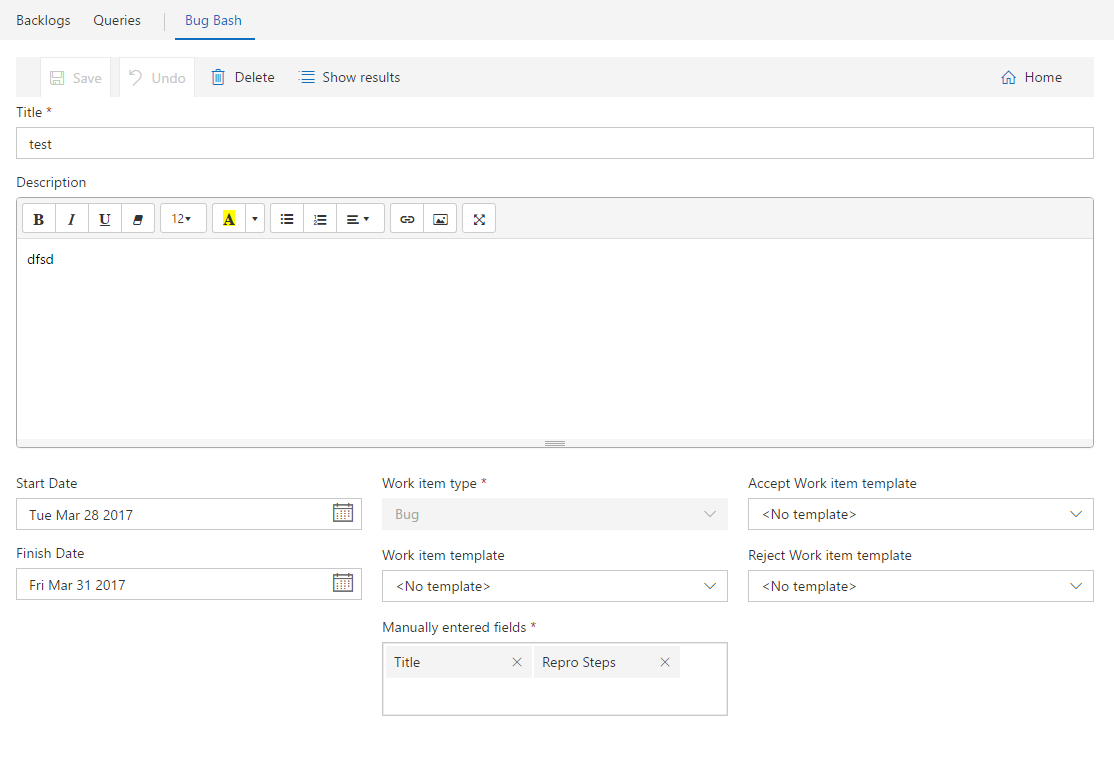 Backlogs Queries Bug Bash
Save Undo Delete Show results Home
Title *
test
Description
B I U 12 A
dfsd
Start Date Work item type * Accept Work item template
Tue Mar 28 2017 Bug <No template>
Finish Date Work item template Reject Work item template
Fri Mar 31 2017 <No template> <No template>
Manually entered fields *
Title Repro Steps